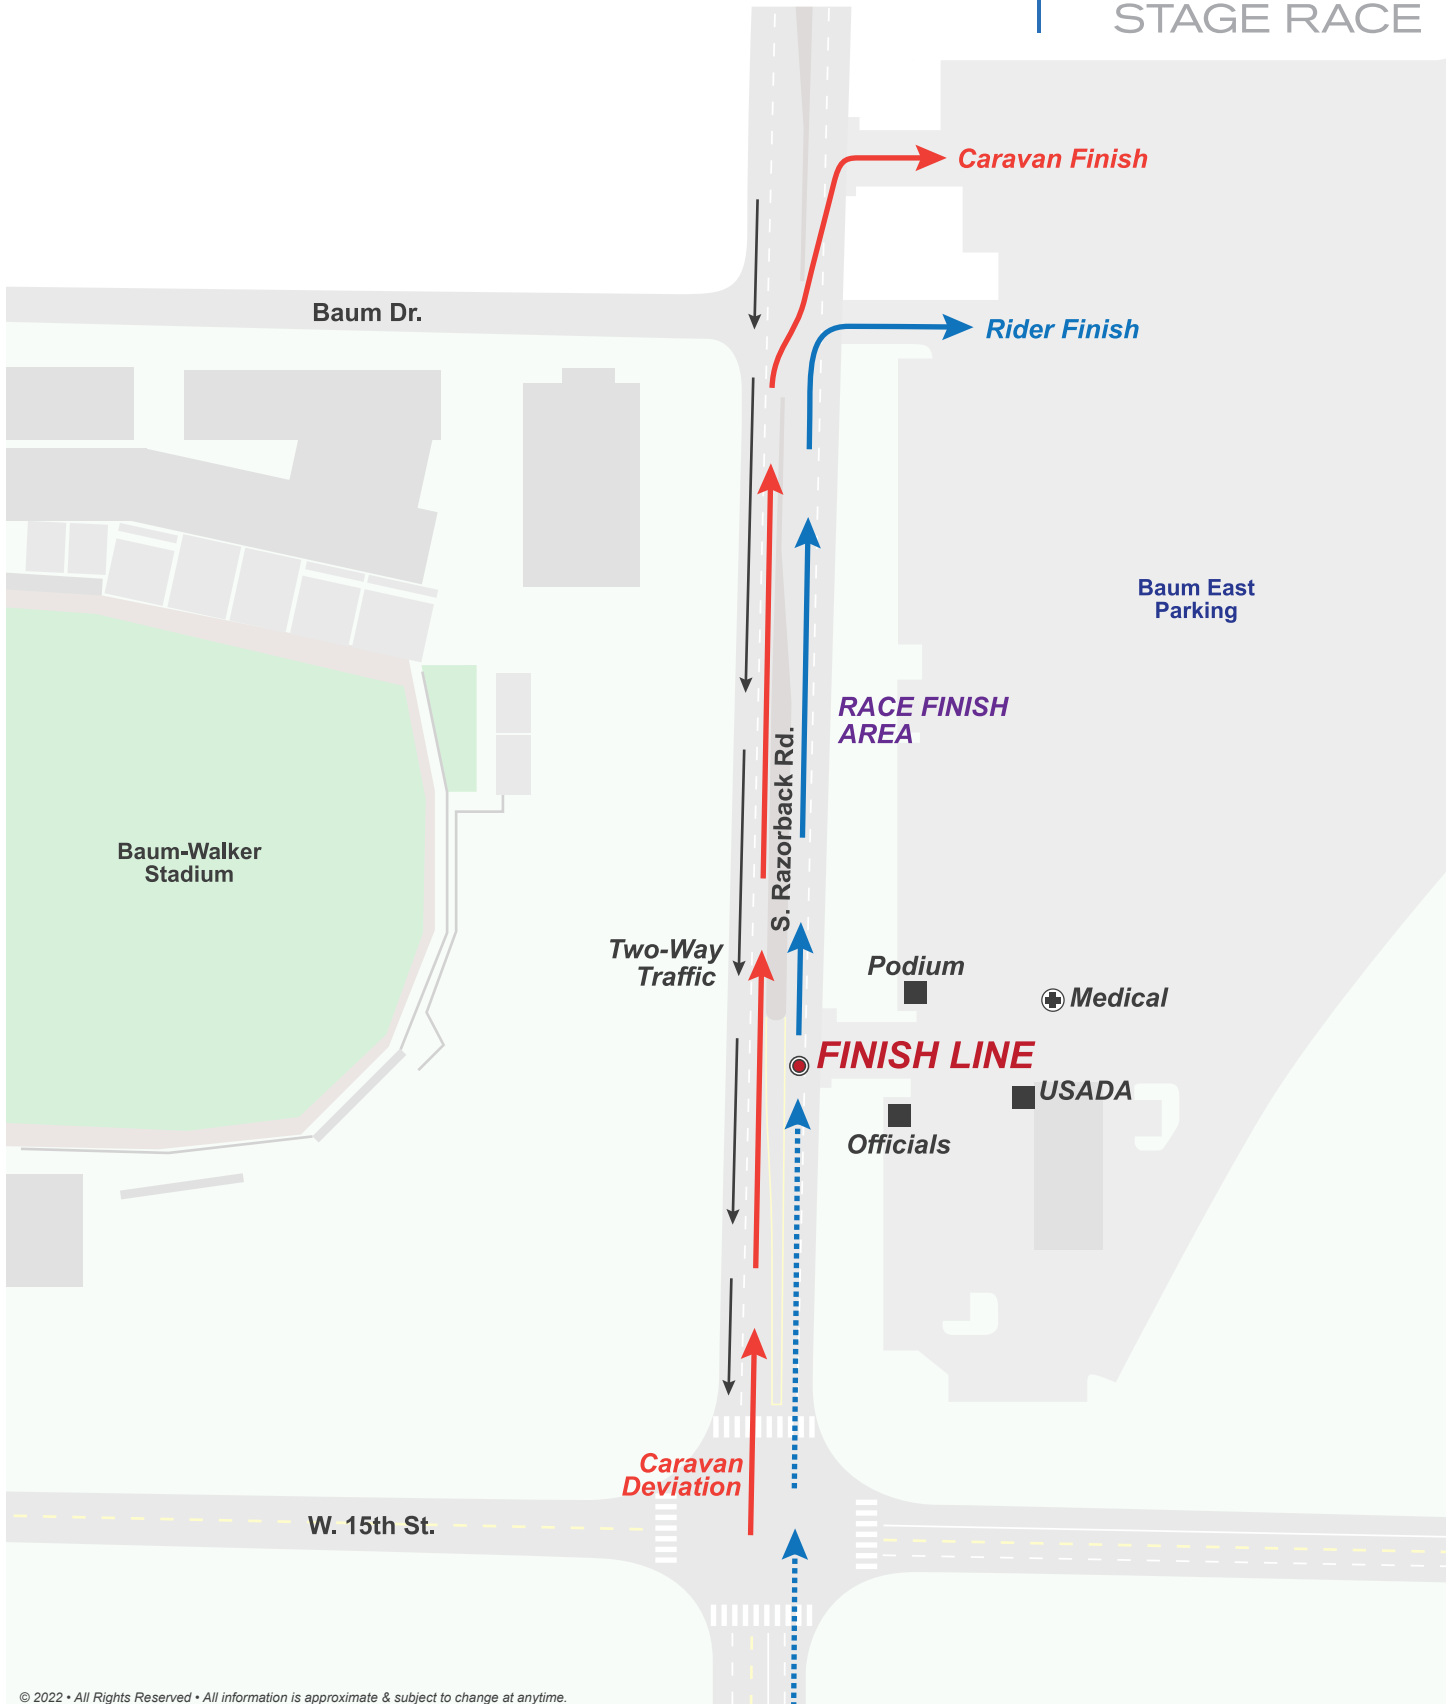 STAGE RACE
Caravan Finish
Baum Dr.
Rider Finish
Baum East
Parking
RACE FINISH
AREA
S. Razorback Rd.
Baum-Walker
Stadium
Two-Way
Traffic
Podium
Medical
FINISH LINE
USADA
Officials
Caravan
Deviation
W. 15th St.
© 2022 • All Rights Reserved • All information is approximate & subject to change at anytime.